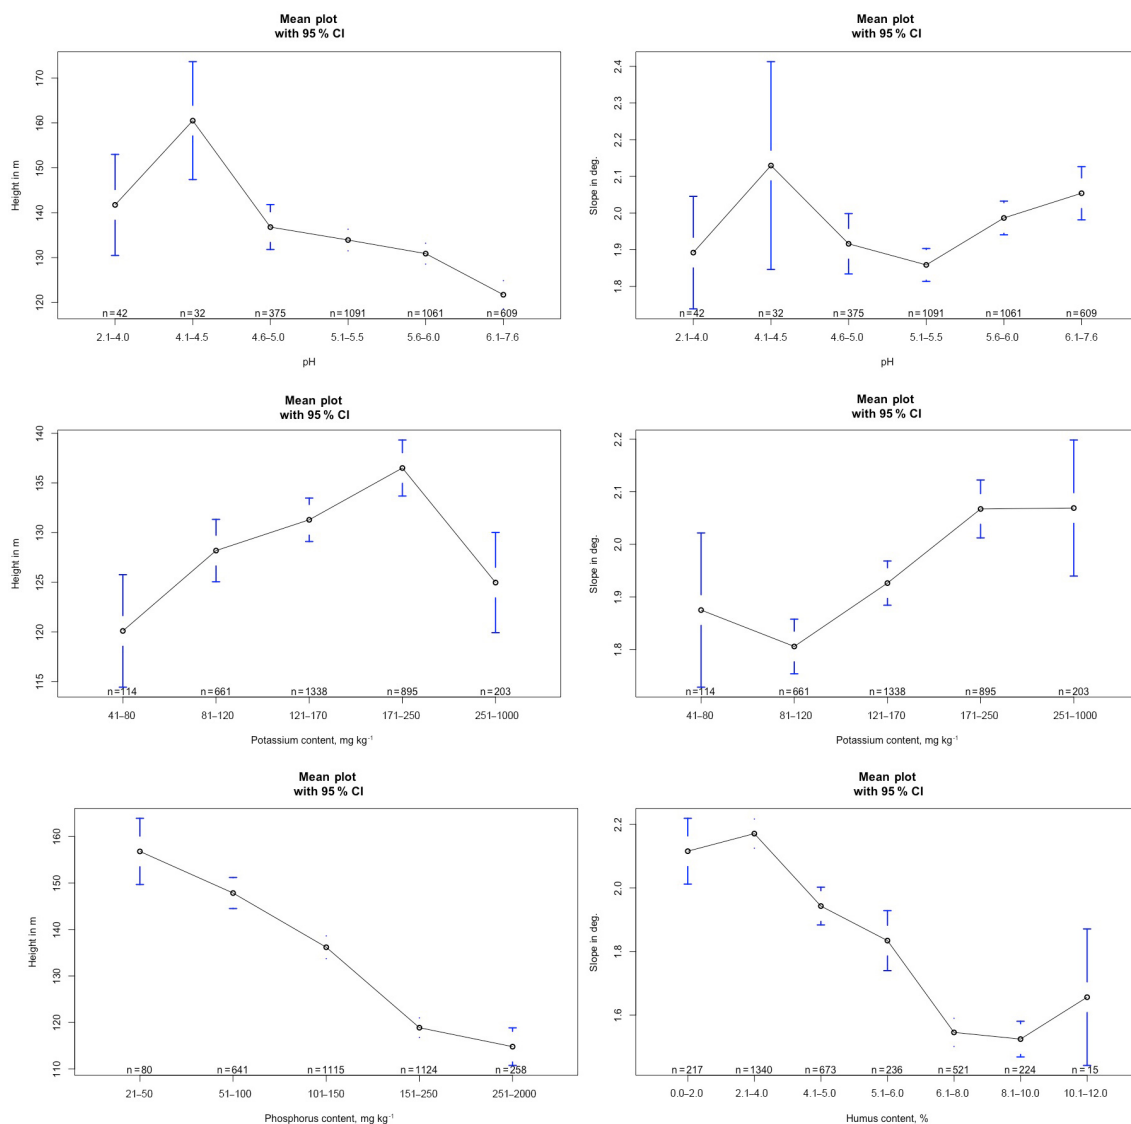 Mean plot
with 95 % CI
Height in m
170
160
150
140
130
120
n=42 n=32 n=375 n=1091 n=1061 n=609
2.1–4.0 4.1–4.5 4.6–5.0 5.1–5.5 5.6–6.0 6.1–7.6
pH
Mean plot
with 95 % CI
Slope in deg.
2.4
2.3
2.2
2.1
2.0
1.9
1.8
n=42 n=32 n=375 n=1091 n=1061 n=609
2.1–4.0 4.1–4.5 4.6–5.0 5.1–5.5 5.6–6.0 6.1–7.6
pH
Mean plot
with 95 % CI
Height in m
140
135
130
125
120
115
n=114 n=661 n=1338 n=895 n=203
41–80 81–120 121–170 171–250 251–1000
Potassium content, mg kg⁻¹
Mean plot
with 95 % CI
Slope in deg.
2.2
2.1
2.0
1.9
1.8
n=114 n=661 n=1338 n=895 n=203
41–80 81–120 121–170 171–250 251–1000
Potassium content, mg kg⁻¹
Mean plot
with 95 % CI
Height in m
160
150
140
130
120
110
n=80 n=641 n=1115 n=1124 n=258
21–50 51–100 101–150 151–250 251–2000
Phosphorus content, mg kg⁻¹
Mean plot
with 95 % CI
Slope in deg.
2.2
2.0
1.8
1.6
n=217 n=1340 n=673 n=236 n=521 n=224 n=15
0.0–2.0 2.1–4.0 4.1–5.0 5.1–6.0 6.1–8.0 8.1–10.0 10.1–12.0
Humus content, %